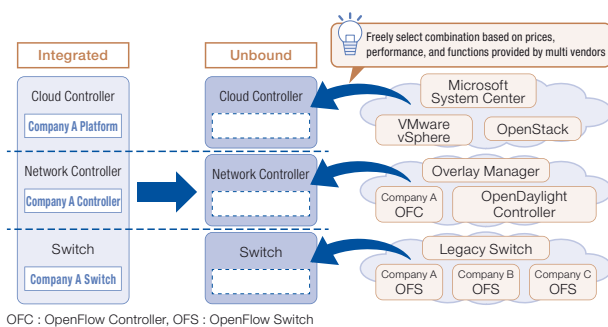 Freely select combination based on prices,
performance, and functions provided by multi vendors
Integrated
Unbound
Cloud Controller
Company A Platform
Network Controller
Company A Controller
Switch
Company A Switch
Cloud Controller
Network Controller
Switch
Microsoft
System Center
VMware
vSphere
OpenStack
Overlay Manager
Company A
OFC
OpenDaylight
Controller
Legacy Switch
Company A
OFS
Company B
OFS
Company C
OFS
OFC : OpenFlow Controller, OFS : OpenFlow Switch